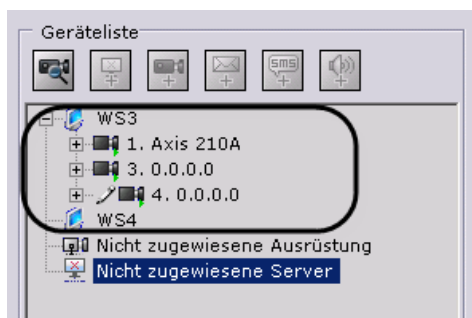 Geräteliste
SMS
WS3
1. Axis 210A
3. 0.0.0.0
4. 0.0.0.0
WS4
Nicht zugewiesene Ausrüstung
Nicht zugewiesene Server